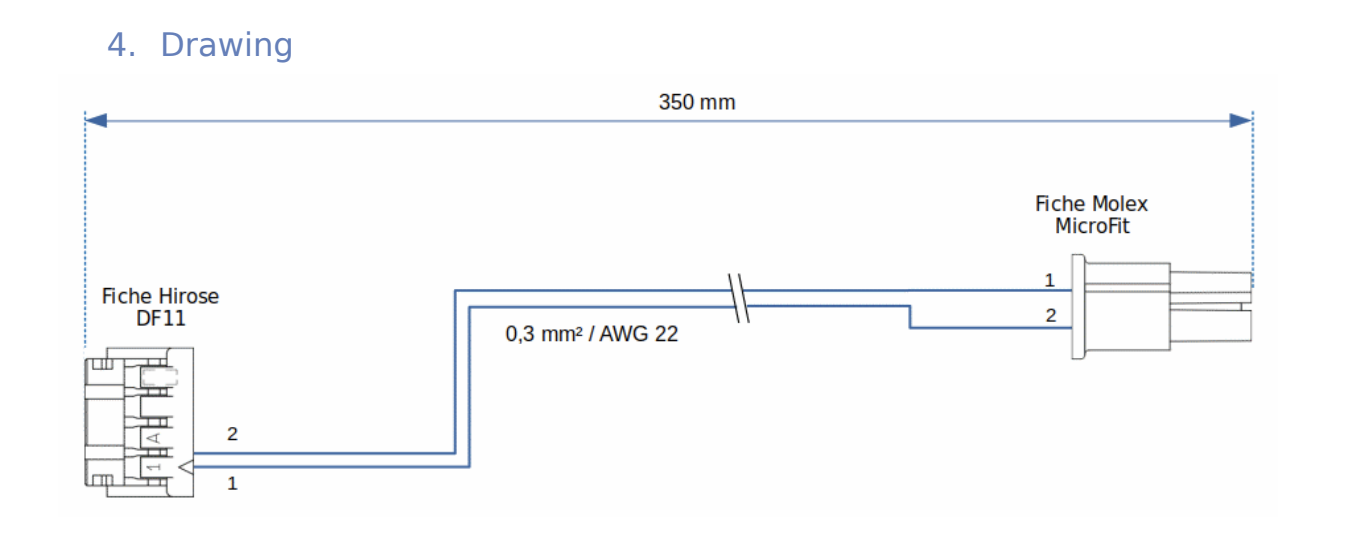 4. Drawing
350 mm
Fiche Molex
MicroFit
1
2
Fiche Hirose
DF11
0,3 mm² / AWG 22
A
1
2
1